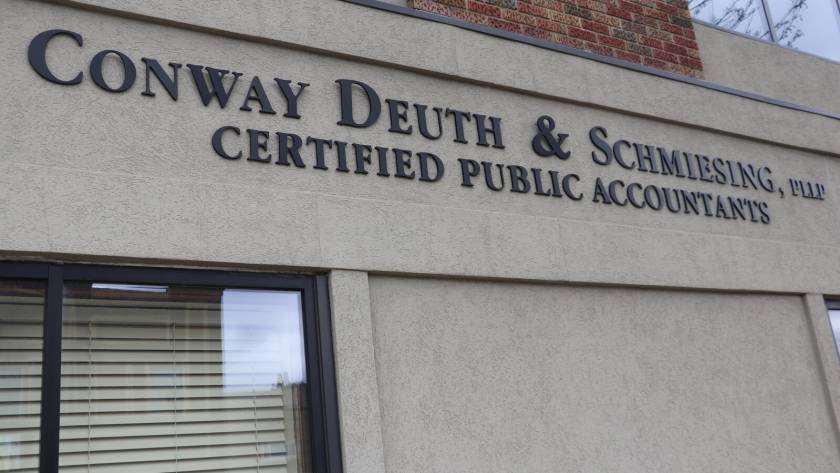 CONWAY DEUTH & SCHMIESING, PLLP
CERTIFIED PUBLIC ACCOUNTANTS